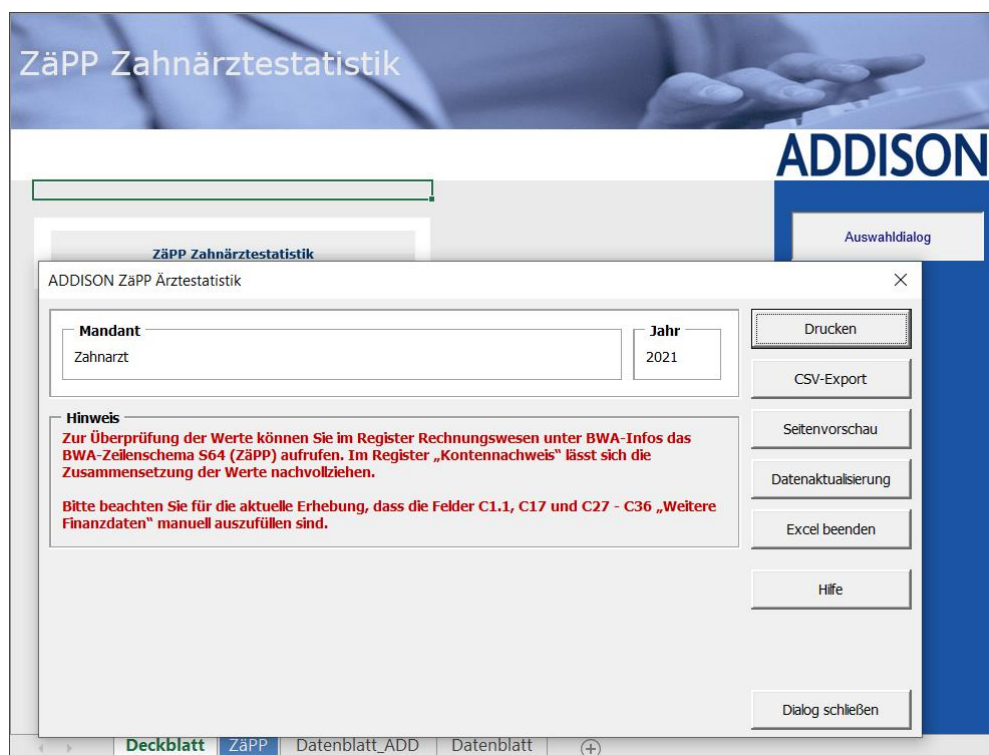 ZäPP Zahnärztestatistik
ADDISON
Auswahldialog
ZäPP Zahnärztestatistik
ADDISON ZäPP Ärztestatistik
Mandant
Zahnarzt
Jahr
2021
Hinweis
Zur Überprüfung der Werte können Sie im Register Rechnungswesen unter BWA-Infos das
BWA-Zeilenschema S64 (ZäPP) aufrufen. Im Register „Kontennachweis“ lässt sich die
Zusammensetzung der Werte nachvollziehen.
Bitte beachten Sie für die aktuelle Erhebung, dass die Felder C1.1, C17 und C27 - C36 „Weitere
Finanzdaten“ manuell auszufüllen sind.
Drucken
CSV-Export
Seitenvorschau
Datenaktualisierung
Excel beenden
Hilfe
Dialog schließen
Deckblatt ZäPP Datenblatt_ADD Datenblatt